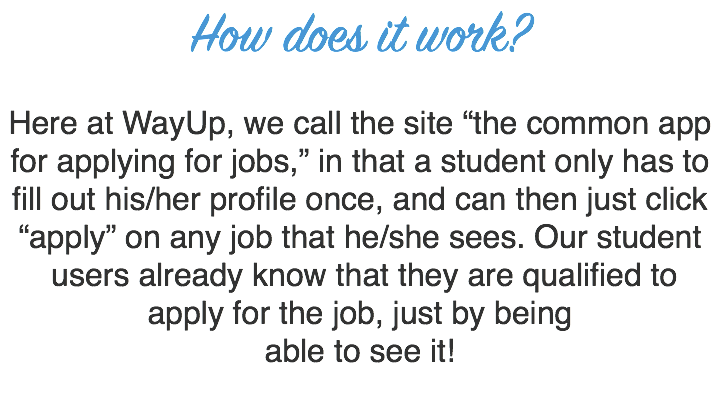 How does it work?
Here at WayUp, we call the site “the common app
for applying for jobs,” in that a student only has to
fill out his/her profile once, and can then just click
“apply” on any job that he/she sees. Our student
users already know that they are qualified to
apply for the job, just by being
able to see it!